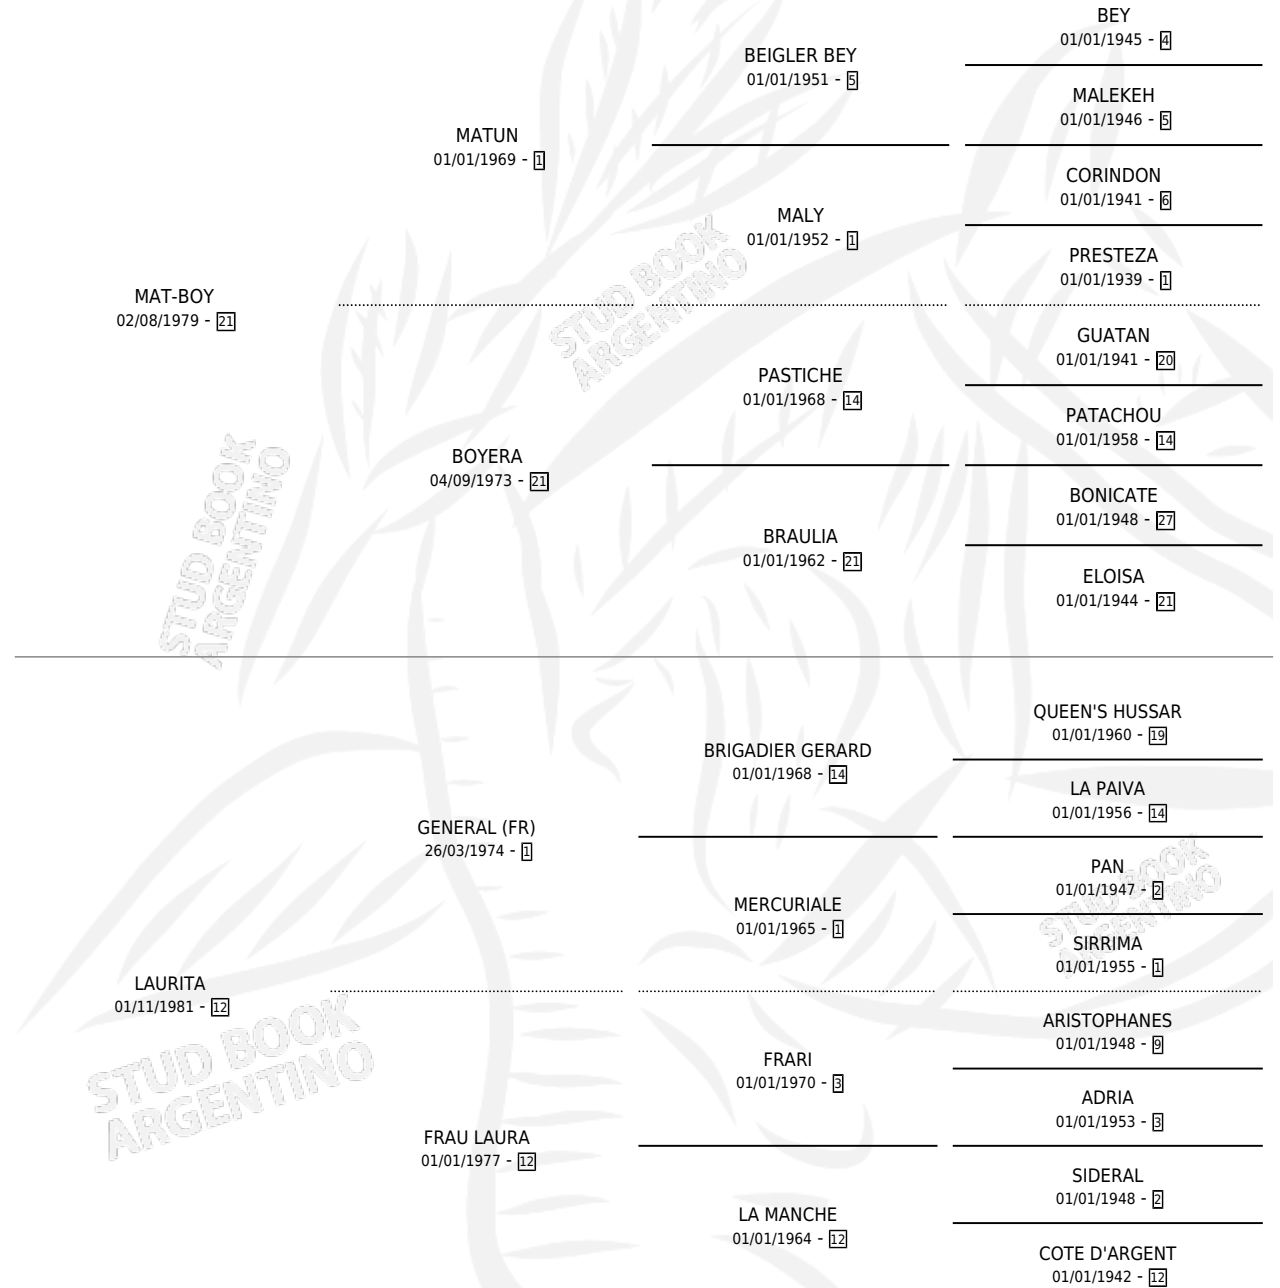 BEY
01/01/1945 - 4
BEIGLER BEY
01/01/1951 - 5
MALEKEH
01/01/1946 - 5
MATUN
01/01/1969 - 1
CORINDON
01/01/1941 - 6
MALY
01/01/1952 - 1
PRESTEZA
01/01/1939 - 1
MAT-BOY
02/08/1979 - 21
GUATAN
01/01/1941 - 20
PASTICHE
01/01/1968 - 14
PATACHOU
01/01/1958 - 14
BOYERA
04/09/1973 - 21
BONICATE
01/01/1948 - 27
BRAULIA
01/01/1962 - 21
ELOISA
01/01/1944 - 21
QUEEN'S HUSSAR
01/01/1960 - 19
BRIGADIER GERARD
01/01/1968 - 14
LA PAIVA
01/01/1956 - 14
GENERAL (FR)
26/03/1974 - 1
PAN
01/01/1947 - 2
MERCURIALE
01/01/1965 - 1
SIRRIMA
01/01/1955 - 1
LAURITA
01/11/1981 - 12
ARISTOPHANES
01/01/1948 - 9
FRARI
01/01/1970 - 3
ADRIA
01/01/1953 - 3
FRAU LAURA
01/01/1977 - 12
SIDERAL
01/01/1948 - 2
LA MANCHE
01/01/1964 - 12
COTE D'ARGENT
01/01/1942 - 12
STUD BOOK
ARGENTINO
STUD BOOK
ARGENTINO
STUD BOOK
ARGENTINO
STUD BOOK
ARGENTINO